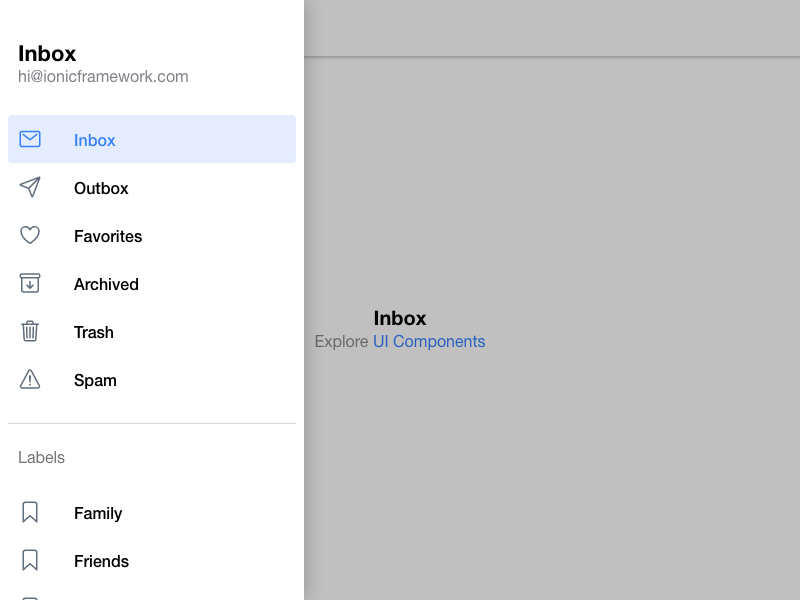 Inbox
hi@ionicframework.com
Inbox
Outbox
Favorites
Archived
Trash
Spam
Labels
Family
Friends
Inbox
Explore UI Components